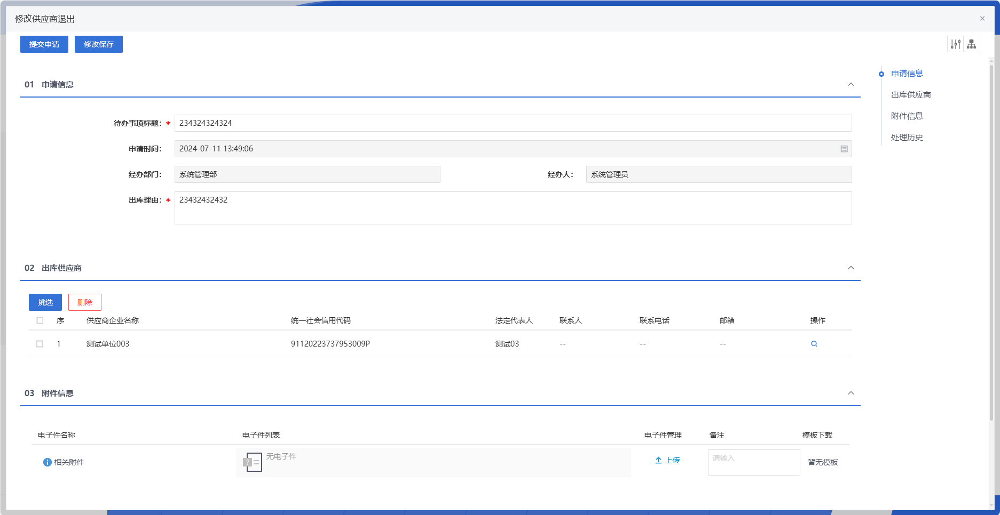 修改供应商退出
提交申请 修改保存
01 申请信息
待办事项标题：* 234324324324
申请时间： 2024-07-11 13:49:06
经办部门： 系统管理部 经办人： 系统管理员
出库理由：* 23432432432
02 出库供应商
挑选 删除
序 供应商企业名称 统一社会信用代码 法定代表人 联系人 联系电话 邮箱 操作
1 测试单位003 91120223737953009P 测试03 -- -- --
03 附件信息
电子件名称 电子件列表 电子件管理 备注 模板下载
相关附件 无电子件 上传 请输入 暂无模板
申请信息
出库供应商
附件信息
处理历史